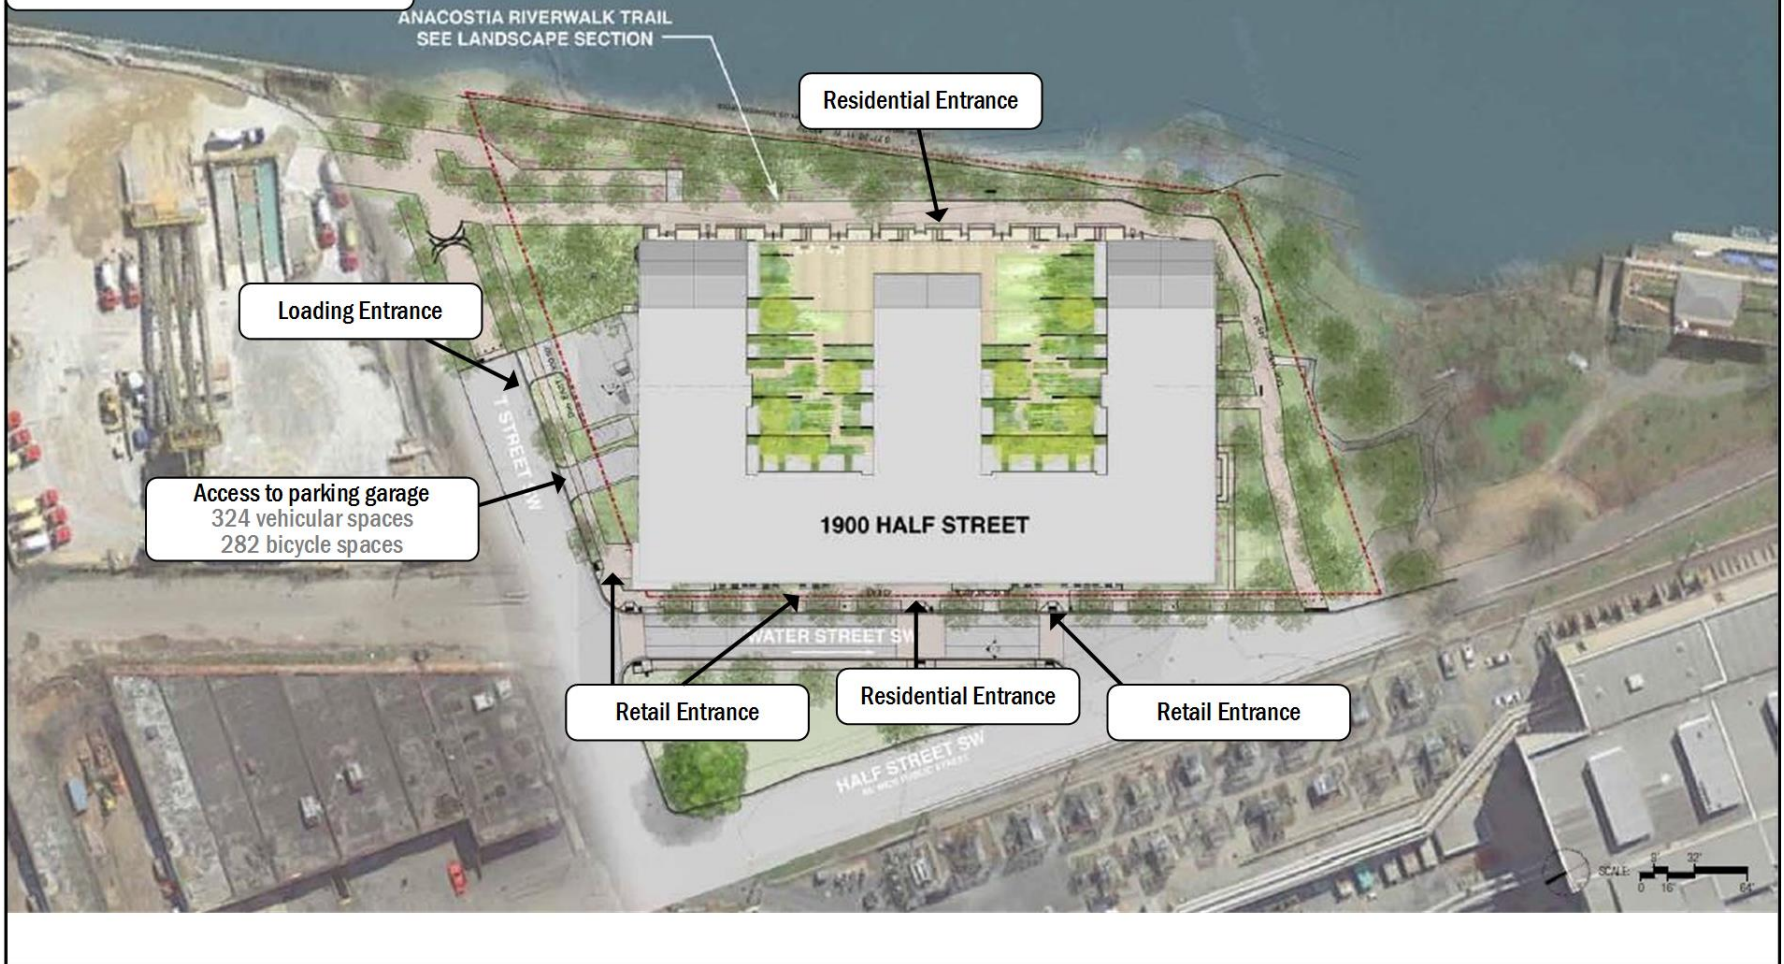 ANACOSTIA RIVERWALK TRAIL
SEE LANDSCAPE SECTION
Residential Entrance
Loading Entrance
T STREET SW
Access to parking garage
324 vehicular spaces
282 bicycle spaces
1900 HALF STREET
WATER STREET SW
Retail Entrance
Residential Entrance
Retail Entrance
HALF STREET SW
SCALE:
8'
32'
0
16'
64'